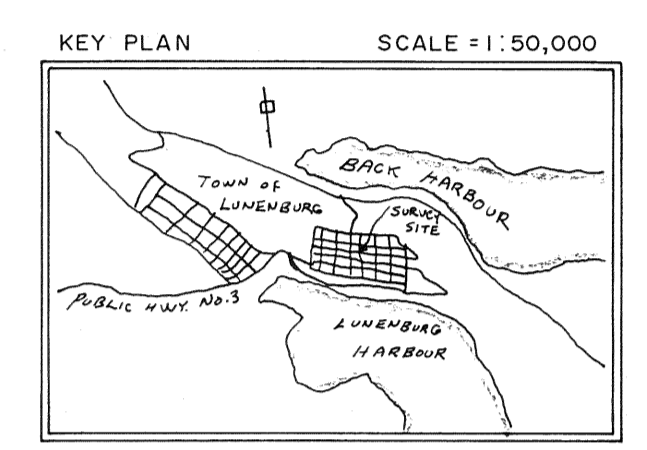 KEY PLAN
SCALE = 1:50,000
BACK HARBOUR
TOWN OF
LUNENBURG
SURVEY
SITE
PUBLIC HWY. NO.3
LUNENBURG
HARBOUR